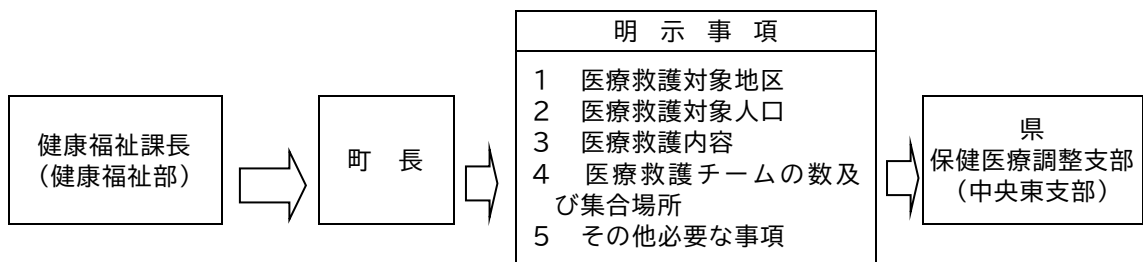 健康福祉課長
（健康福祉部）
町　長
明　示　事　項
1　医療救護対象地区
2　医療救護対象人口
3　医療救護内容
4　医療救護チームの数及
び集合場所
5　その他必要な事項
県
保健医療調整支部
（中央東支部）